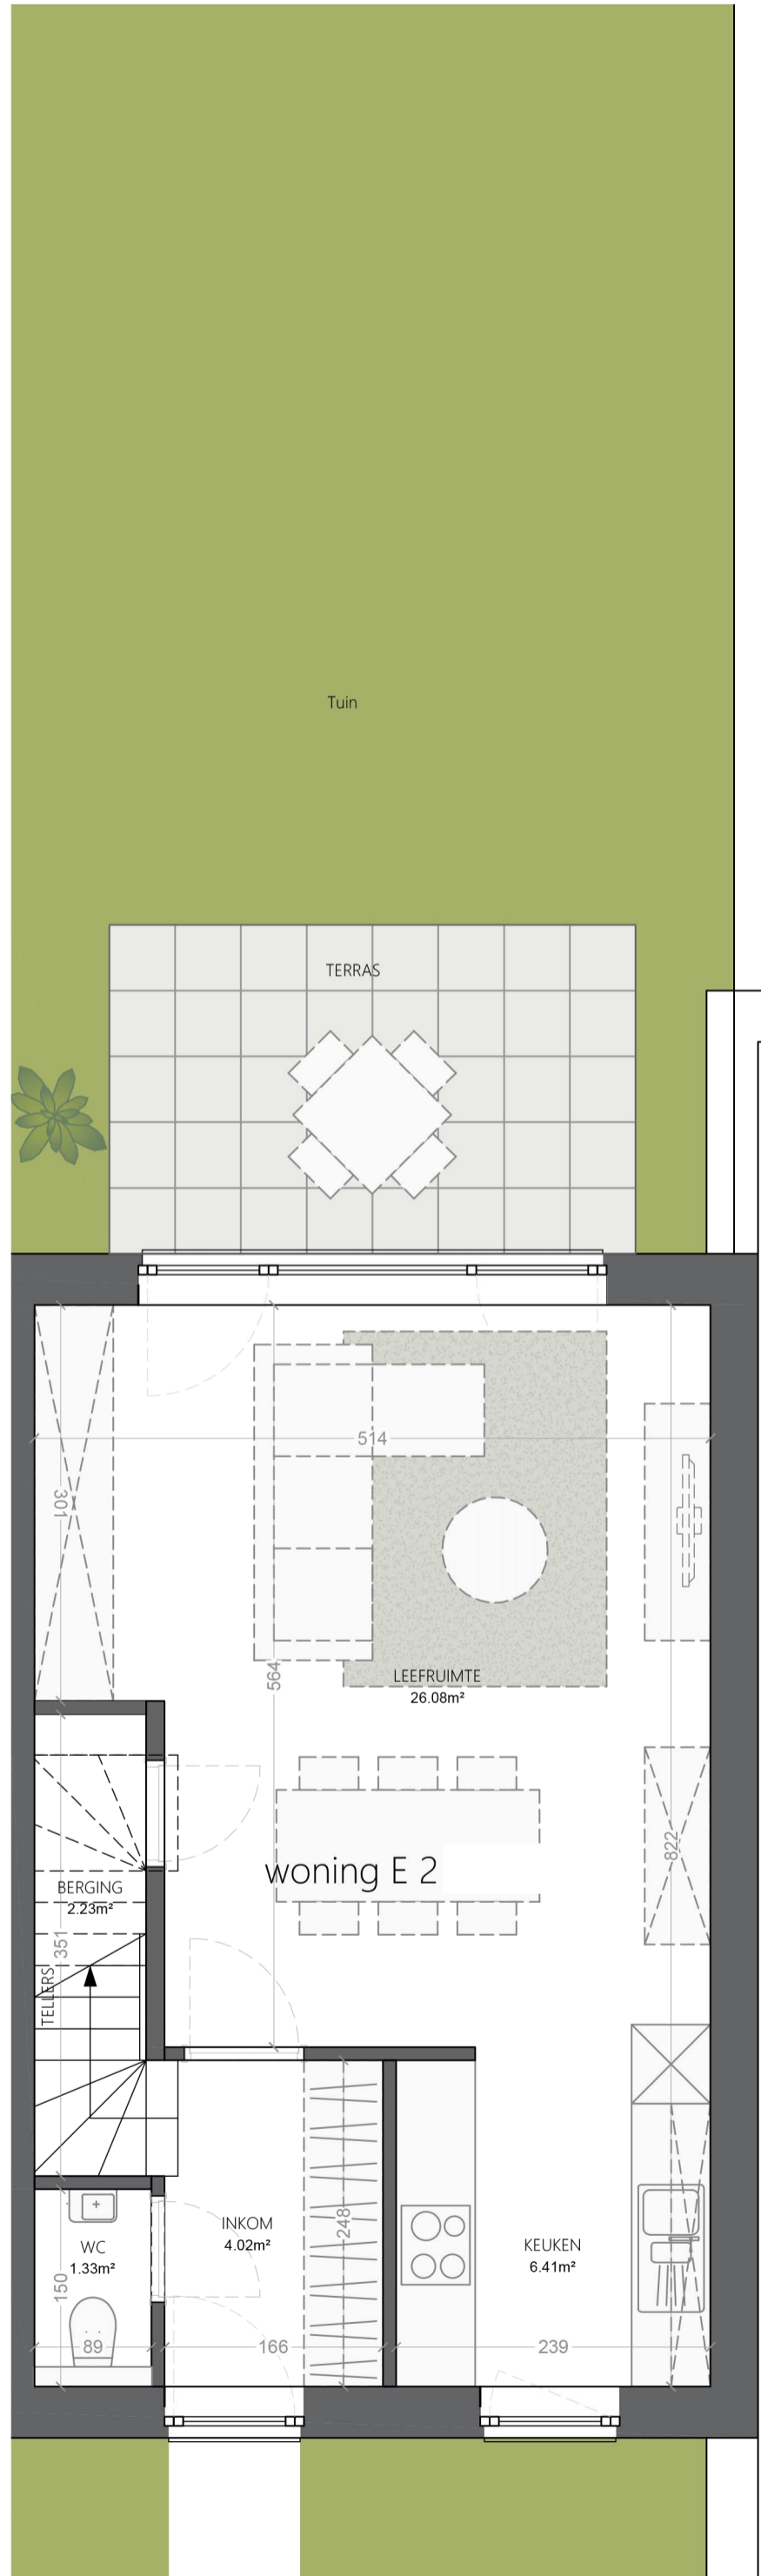 Tuin
TERRAS
514
301
564
LEEFRUIMTE
26.08m²
822
woning E 2
BERGING
2.23m²
351
TELLERS
INKOM
4.02m²
248
WC
1.33m²
150
KEUKEN
6.41m²
89
166
239